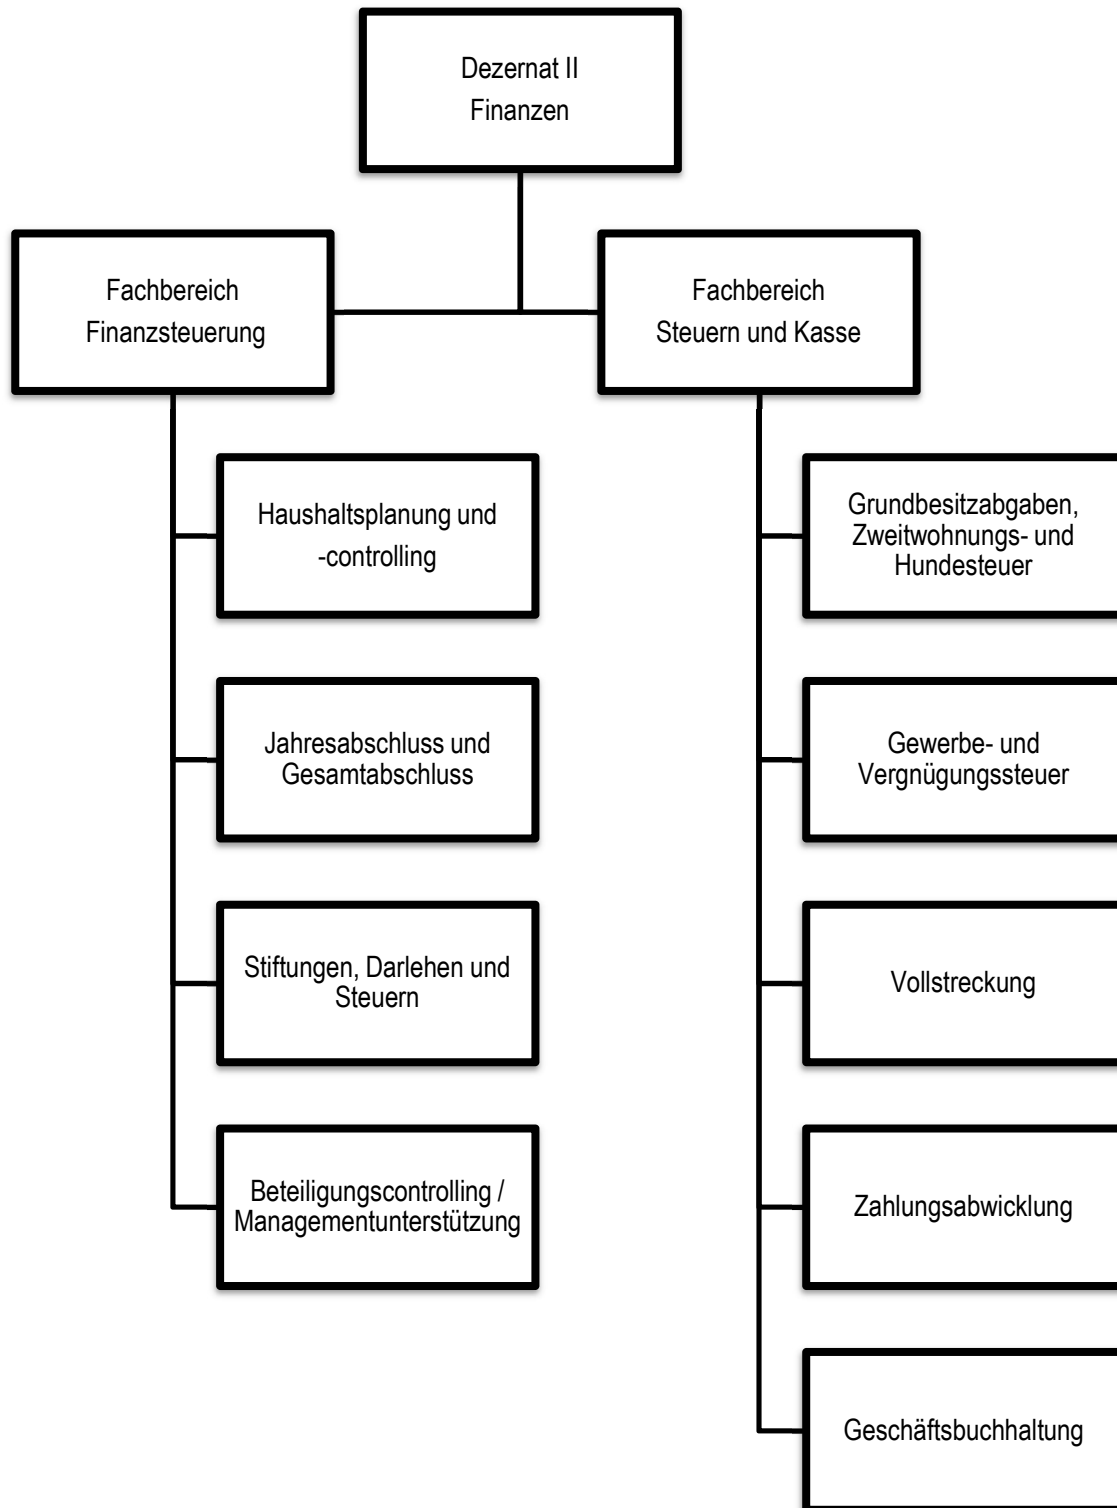 Dezernat II
Finanzen
Fachbereich
Finanzsteuerung
Fachbereich
Steuern und Kasse
Haushaltsplanung und
-controlling
Jahresabschluss und
Gesamtabschluss
Stiftungen, Darlehen und
Steuern
Beteiligungscontrolling /
Managementunterstützung
Grundbesitzabgaben,
Zweitwohnungs- und
Hundesteuer
Gewerbe- und
Vergnügungssteuer
Vollstreckung
Zahlungsabwicklung
Geschäftsbuchhaltung